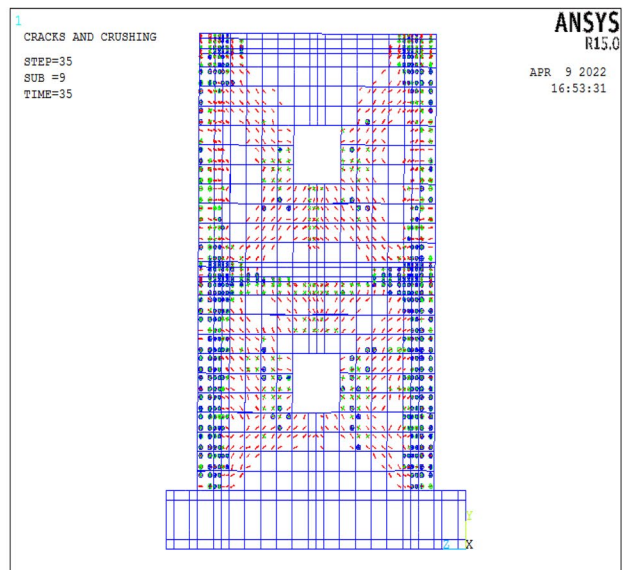 1
CRACKS AND CRUSHING
STEP=35
SUB =9
TIME=35
ANSYS
R15.0
APR 9 2022
16:53:31
Y
Z X